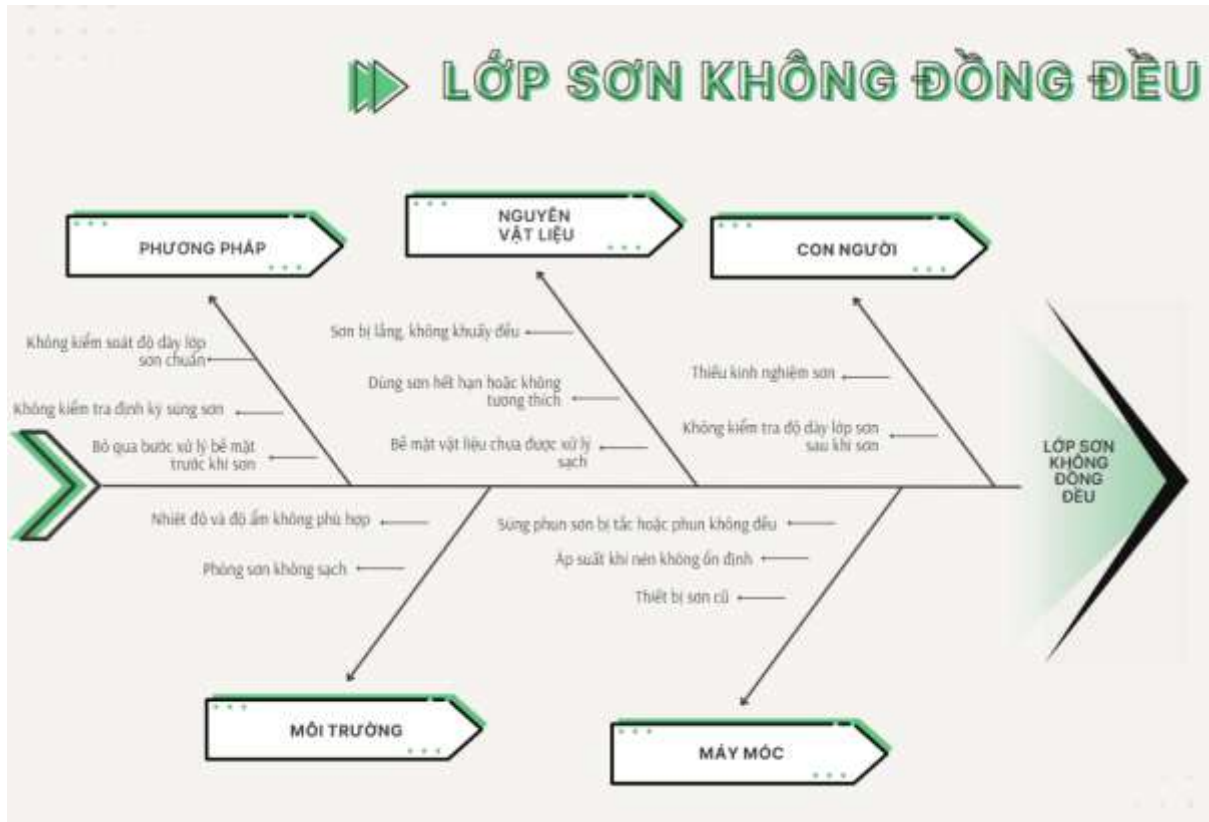 LỚP SƠN KHÔNG ĐỒNG ĐỀU
PHƯƠNG PHÁP
NGUYÊN
VẬT LIỆU
CON NGƯỜI
Không kiểm soát độ dày lớp
sơn chuẩn
Không kiểm tra định kỳ súng sơn
Bỏ qua bước xử lý bề mặt
trước khi sơn
Sơn bị lắng, không khuấy đều
Dùng sơn hết hạn hoặc không
tương thích
Bề mặt vật liệu chưa được xử lý
sạch
Thiếu kinh nghiệm sơn
Không kiểm tra độ dày lớp sơn
sau khi sơn
LỚP SƠN
KHÔNG
ĐỒNG
ĐỀU
Nhiệt độ và độ ẩm không phù hợp
Phòng sơn không sạch
Súng phun sơn bị tắc hoặc phun không đều
Áp suất khí nén không ổn định
Thiết bị sơn cũ
MÔI TRƯỜNG
MÁY MÓC